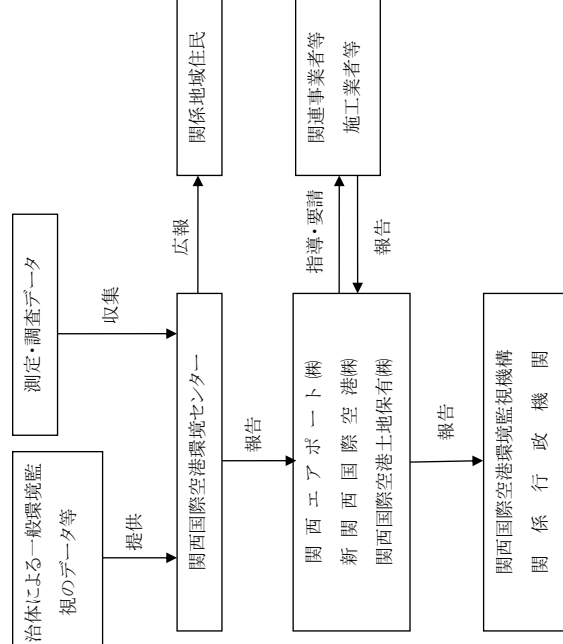 治体による一般環境監
視のデータ等
測定・調査データ
提供
収集
関西国際空港環境センター
広報
関係地域住民
報告
関西エアポート㈱
新関西国際空港㈱
関西国際空港土地保有㈱
指導・要請
報告
関連事業者等
施工業者等
報告
関西国際空港環境監視機構
関係行政機関